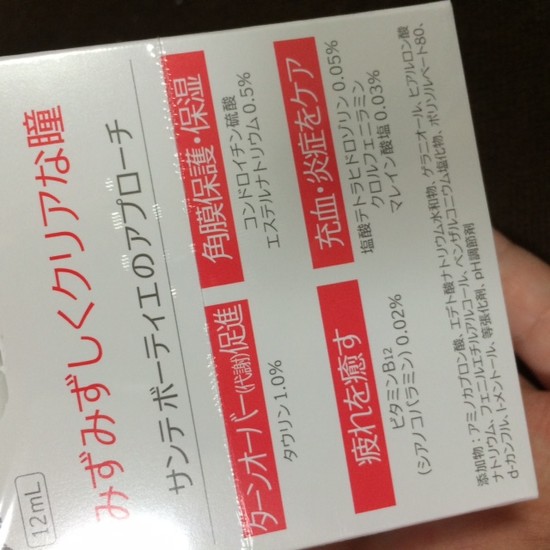 みずみずしくクリアな瞳
サンテ ボーティエのアプローチ
12mL
ターンオーバー(代謝)促進
タウリン1.0%
角膜保護 保湿
コンドロイチン硫酸
エステルナトリウム0.5%
疲れを癒す
ビタミンB12
(シアノコバラミン)0.02%
充血・炎症をケア
塩酸テトラヒドロゾリン0.05%
クロルフェニラミン
マレイン酸塩0.03%
添加物:アミノカプロン酸、エデト酸ナトリウム水和物、ゲラニオール、ヒアルロン酸
ナトリウム、フェニルエチルアルコール、ベンザルコニウム塩化物、ポリソルベート80、
d-カンフル、トメントール、等張化剤、pH調節剤